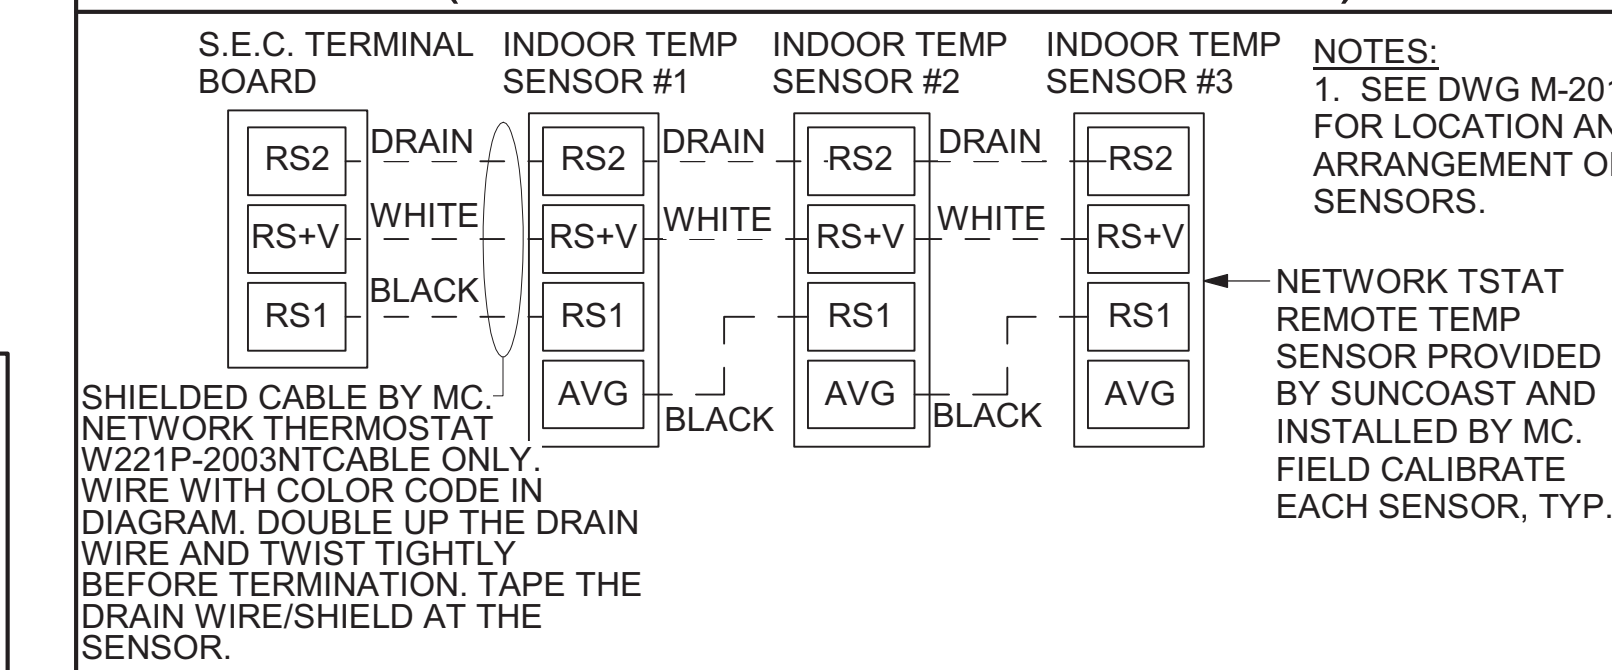 S.E.C. TERMINAL
BOARD
INDOOR TEMP
SENSOR #1
INDOOR TEMP
SENSOR #2
INDOOR TEMP
SENSOR #3
NOTES:
1. SEE DWG M-201
FOR LOCATION AN
ARRANGEMENT O
SENSORS.
RS2 DRAIN RS2 DRAIN RS2 DRAIN RS2
RS+V WHITE RS+V WHITE RS+V WHITE RS+V
RS1 BLACK RS1 RS1 RS1
AVG BLACK AVG BLACK AVG
NETWORK TSTAT
REMOTE TEMP
SENSOR PROVIDED
BY SUNCOAST AND
INSTALLED BY MC.
FIELD CALIBRATE
EACH SENSOR, TYP.
SHIELDED CABLE BY MC.
NETWORK THERMOSTAT
W221P-2003NTCABLE ONLY.
WIRE WITH COLOR CODE IN
DIAGRAM. DOUBLE UP THE DRAIN
WIRE AND TWIST TIGHTLY
BEFORE TERMINATION. TAPE THE
DRAIN WIRE/SHIELD AT THE
SENSOR.